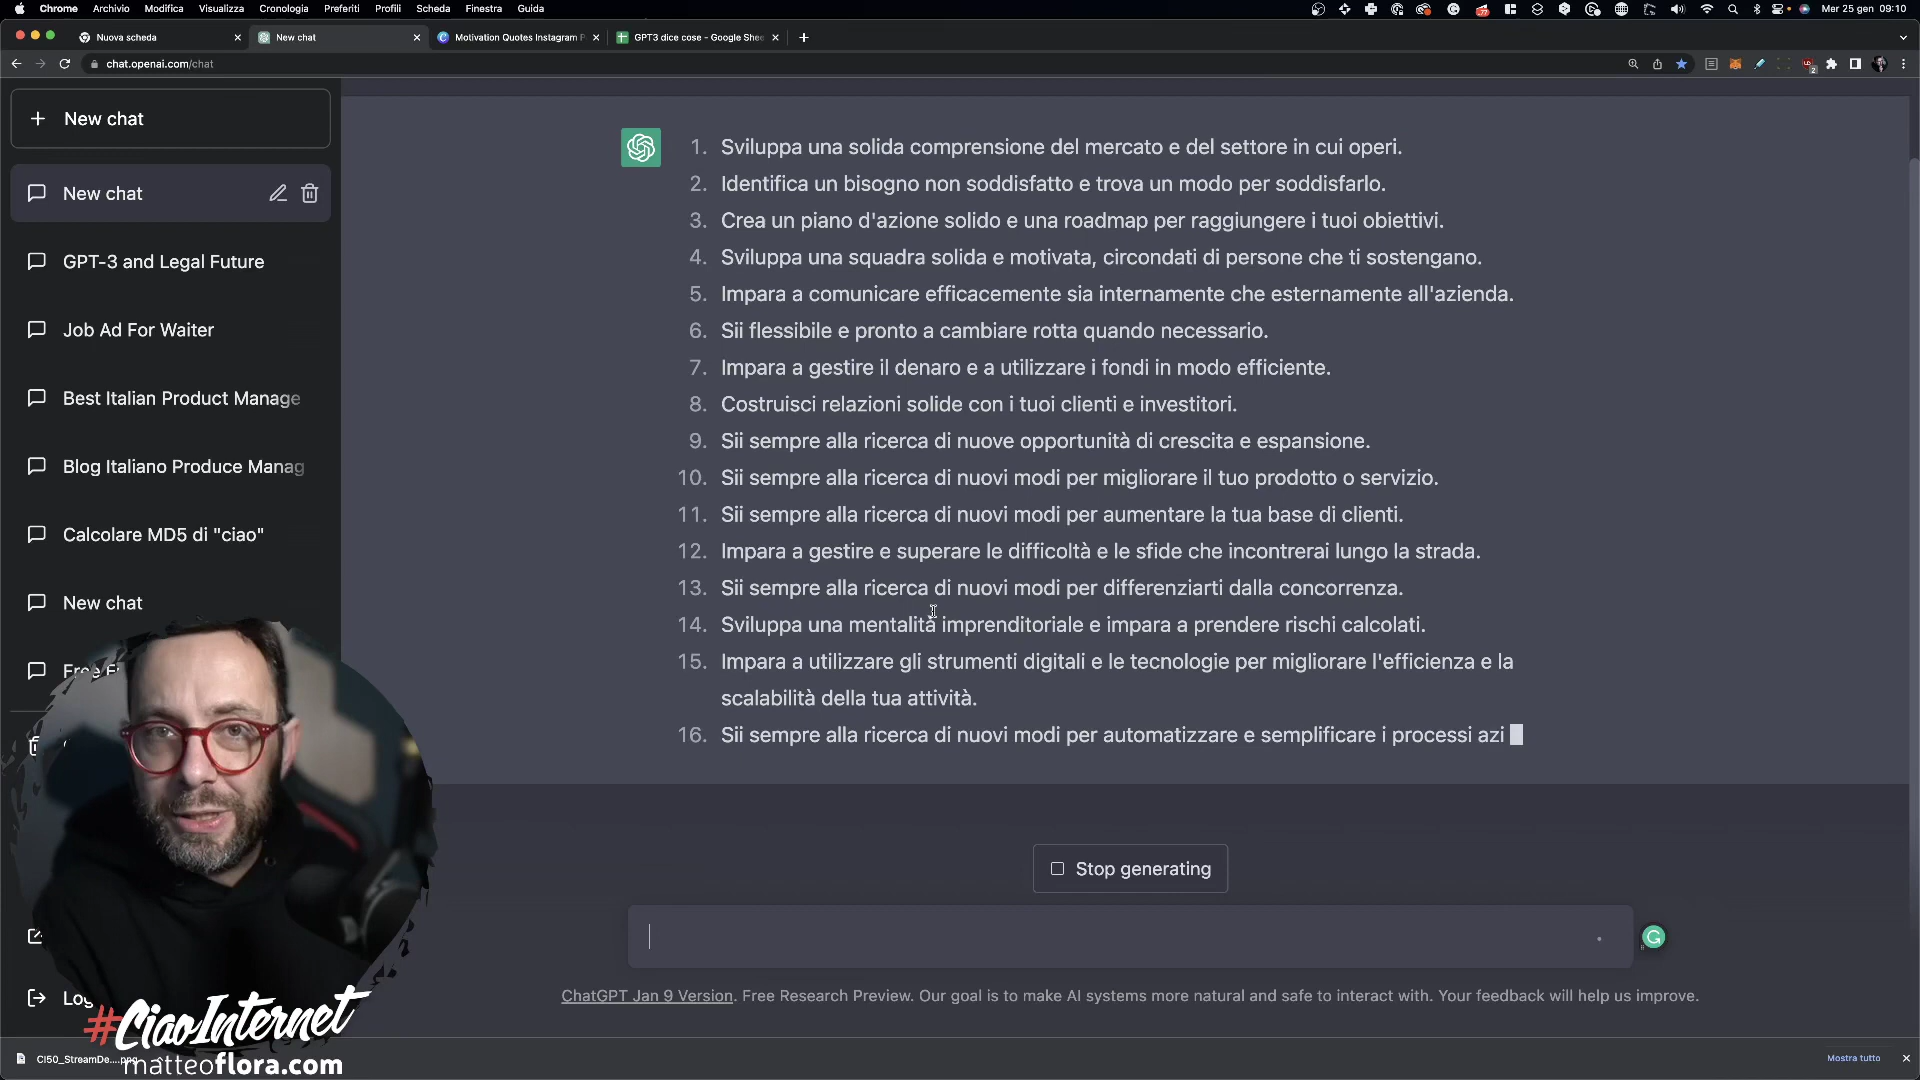 Chrome Archivio Modifica Visualizza Cronologia Preferiti Profili Scheda Finestra Guida
Mer 25 gen 09:10
Nuova scheda
New chat
Motivation Quotes Instagram P
GPT3 dice cose - Google Shee
chat.openai.com/chat
New chat
New chat
GPT-3 and Legal Future
Job Ad For Waiter
Best Italian Product Manage
Blog Italiano Produce Manag
Calcolare MD5 di "ciao"
New chat
1. Sviluppa una solida comprensione del mercato e del settore in cui operi.
2. Identifica un bisogno non soddisfatto e trova un modo per soddisfarlo.
3. Crea un piano d'azione solido e una roadmap per raggiungere i tuoi obiettivi.
4. Sviluppa una squadra solida e motivata, circondati di persone che ti sostengano.
5. Impara a comunicare efficacemente sia internamente che esternamente all'azienda.
6. Sii flessibile e pronto a cambiare rotta quando necessario.
7. Impara a gestire il denaro e a utilizzare i fondi in modo efficiente.
8. Costruisci relazioni solide con i tuoi clienti e investitori.
9. Sii sempre alla ricerca di nuove opportunità di crescita e espansione.
10. Sii sempre alla ricerca di nuovi modi per migliorare il tuo prodotto o servizio.
11. Sii sempre alla ricerca di nuovi modi per aumentare la tua base di clienti.
12. Impara a gestire e superare le difficoltà e le sfide che incontrerai lungo la strada.
13. Sii sempre alla ricerca di nuovi modi per differenziarti dalla concorrenza.
14. Sviluppa una mentalità imprenditoriale e impara a prendere rischi calcolati.
15. Impara a utilizzare gli strumenti digitali e le tecnologie per migliorare l'efficienza e la
scalabilità della tua attività.
16. Sii sempre alla ricerca di nuovi modi per automatizzare e semplificare i processi azi
Stop generating
ChatGPT Jan 9 Version. Free Research Preview. Our goal is to make AI systems more natural and safe to interact with. Your feedback will help us improve.
#CiaoInternet
matteoflora.com
CI50_StreamDe....png
Mostra tutto